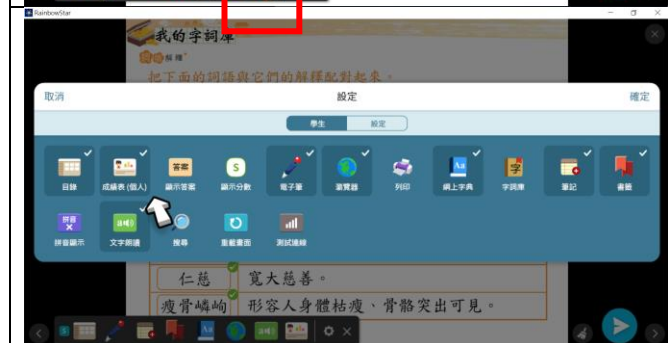 RainbowStar
我的字詞庫
解釋
把下面的詞語與它們的解釋配對起來。
取消 設定 確定
學生 設定
目錄 成績表 (個人) 顯示答案 顯示分數 電子筆 瀏覽器 列印 網上字典 字詞庫 筆記 書籤
拼音顯示 文字朗讀 搜尋 重載畫面 測試連線
仁慈 寬大慈善。
瘦骨嶙峋 形容人身體枯瘦、骨骼突出可見。